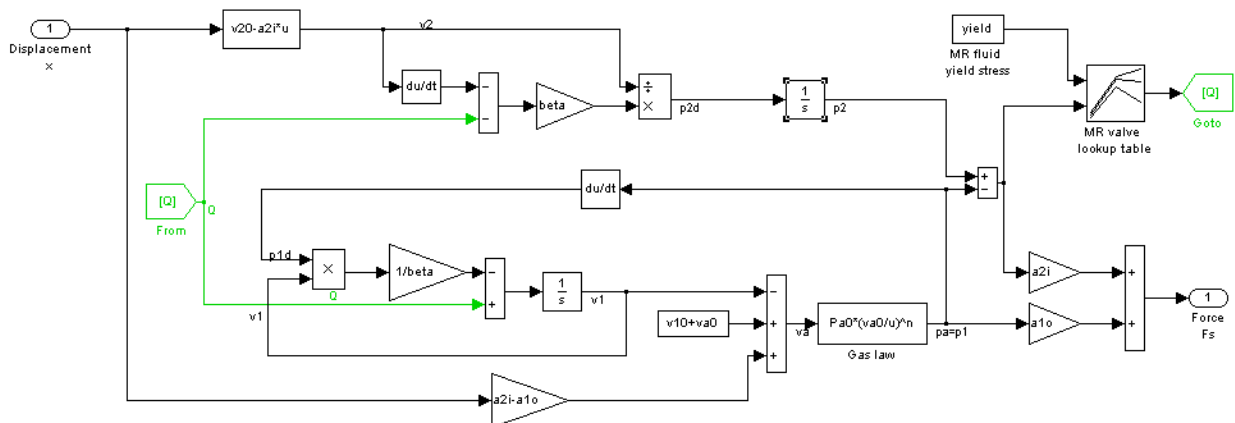 1
Displacement
x
v20-a2i*u
v2
du/dt
−
−
beta
÷
×
p2d
1
s
p2
yield
MR fluid
yield stress
MR valve
lookup table
[Q]
Goto
[Q]
From
Q
du/dt
+
−
p1d
×
Q
v1
1/beta
−
+
1
s
v1
v10+va0
−
+
+
va
Pa0*(va0/u)^n
Gas law
pa=p1
a2i
a1o
+
+
1
Force
Fs
a2i-a1o